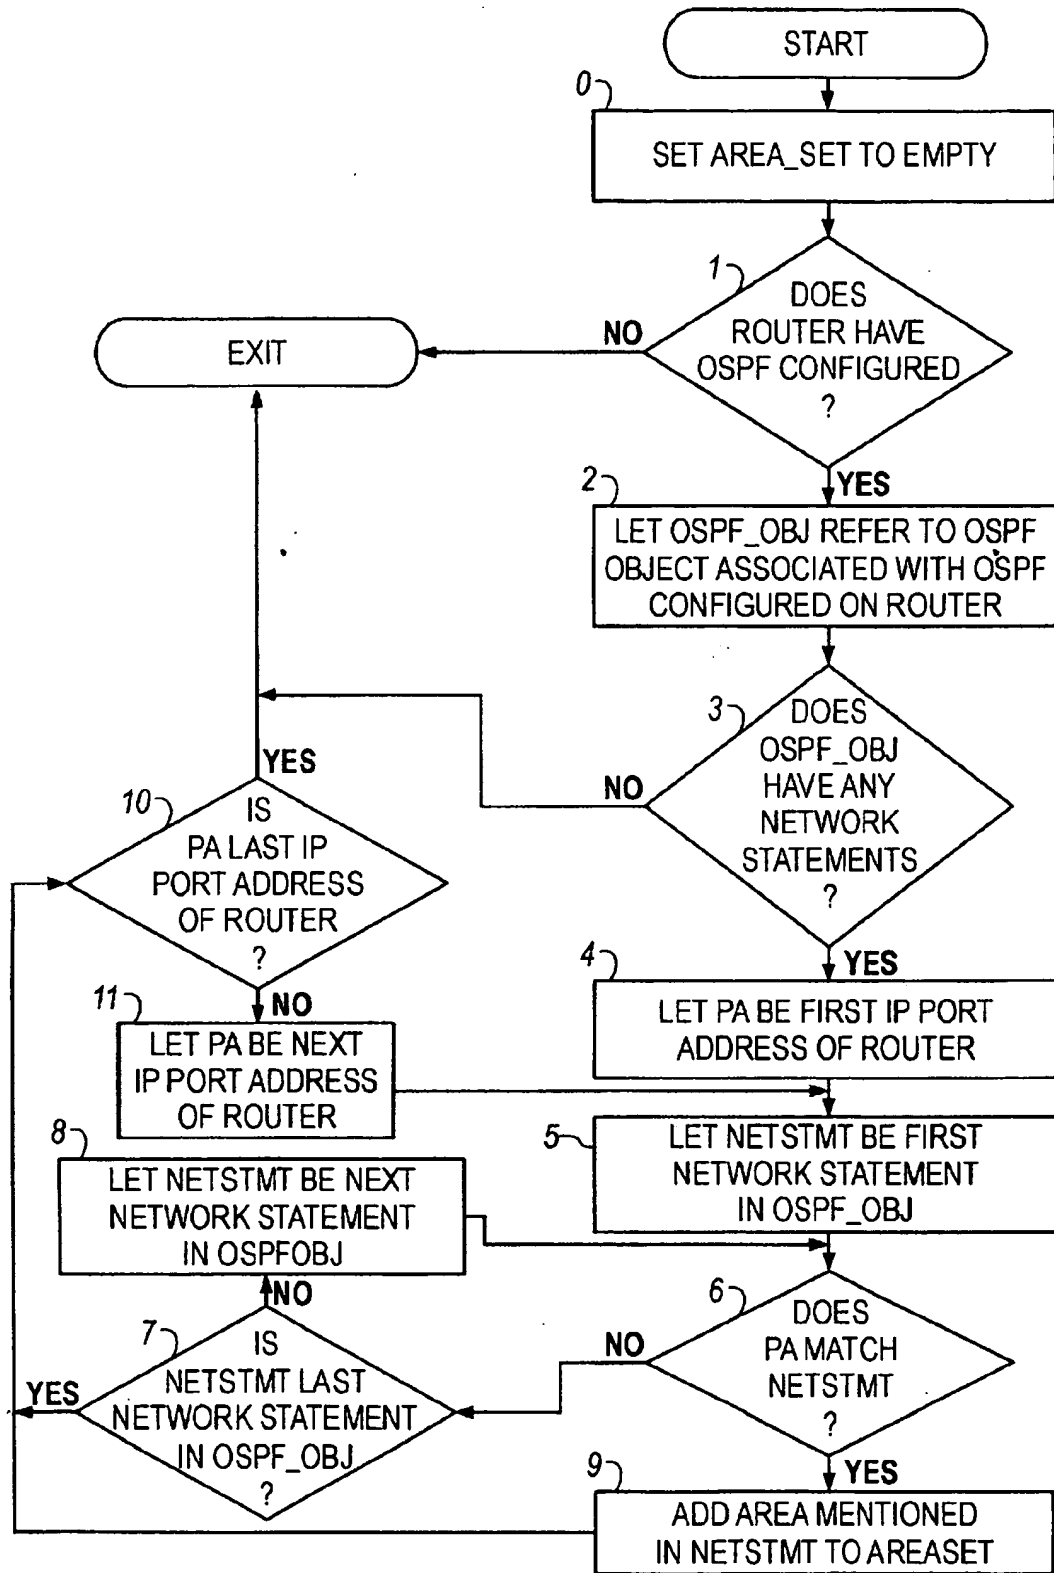 START
0
SET AREA_SET TO EMPTY
1
DOES
ROUTER HAVE
OSPF CONFIGURED
?
NO
EXIT
YES
2
LET OSPF_OBJ REFER TO OSPF
OBJECT ASSOCIATED WITH OSPF
CONFIGURED ON ROUTER
3
DOES
OSPF_OBJ
HAVE ANY
NETWORK
STATEMENTS
?
NO
YES
10
IS
PA LAST IP
PORT ADDRESS
OF ROUTER
?
YES
4
LET PA BE FIRST IP PORT
ADDRESS OF ROUTER
NO
11
LET PA BE NEXT
IP PORT ADDRESS
OF ROUTER
5
LET NETSTMT BE FIRST
NETWORK STATEMENT
IN OSPF_OBJ
8
LET NETSTMT BE NEXT
NETWORK STATEMENT
IN OSPFOBJ
NO
6
DOES
PA MATCH
NETSTMT
?
NO
7
IS
NETSTMT LAST
NETWORK STATEMENT
IN OSPF_OBJ
?
YES
YES
9
ADD AREA MENTIONED
IN NETSTMT TO AREASET